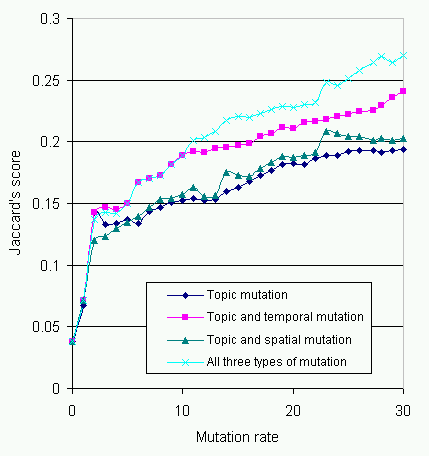 0.3
0.25
0.2
0.15
0.1
0.05
0
Jaccard's score
Topic mutation
Topic and temporal mutation
Topic and spatial mutation
All three types of mutation
0 10 20 30
Mutation rate